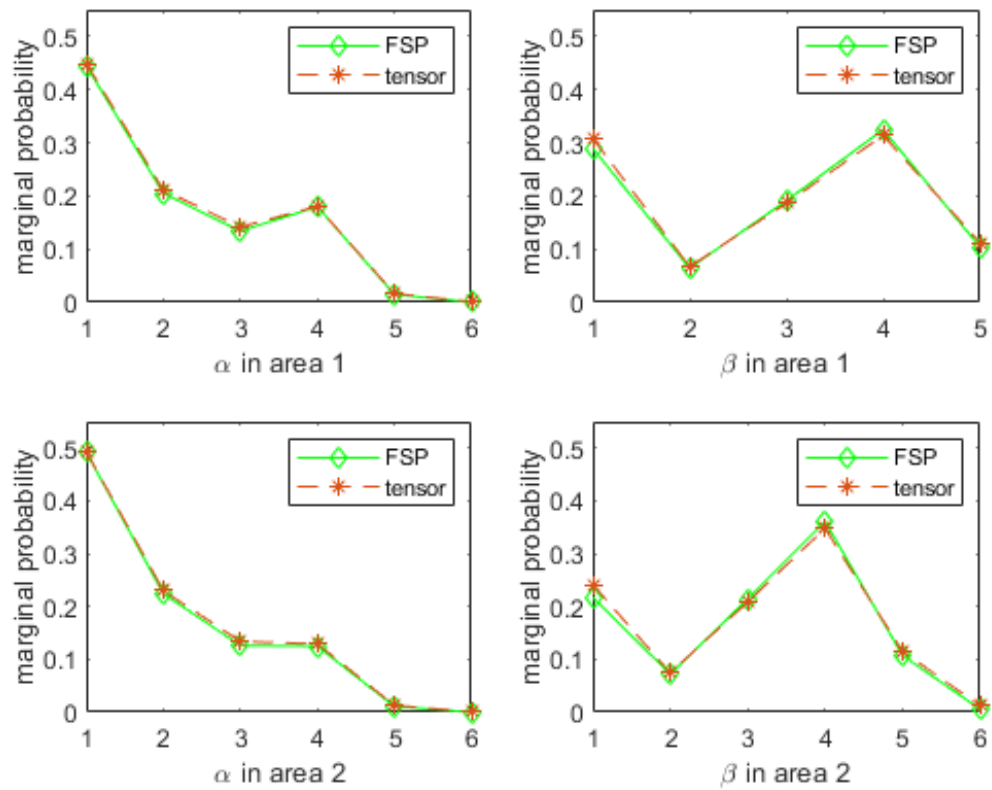 marginal probability
0.5
0.4
0.3
0.2
0.1
0
FSP
tensor
1 2 3 4 5 6
α in area 1
marginal probability
0.5
0.4
0.3
0.2
0.1
0
FSP
tensor
1 2 3 4 5
β in area 1
marginal probability
0.5
0.4
0.3
0.2
0.1
0
FSP
tensor
1 2 3 4 5 6
α in area 2
marginal probability
0.5
0.4
0.3
0.2
0.1
0
FSP
tensor
1 2 3 4 5 6
β in area 2